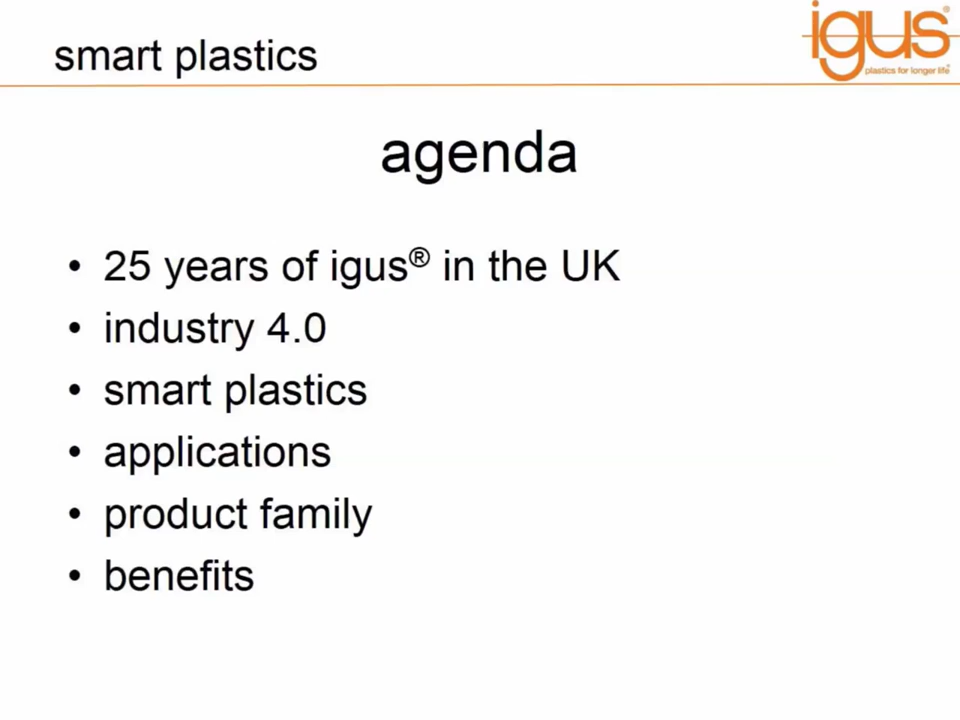 smart plastics
igus®
plastics for longer life®
agenda
• 25 years of igus® in the UK
• industry 4.0
• smart plastics
• applications
• product family
• benefits